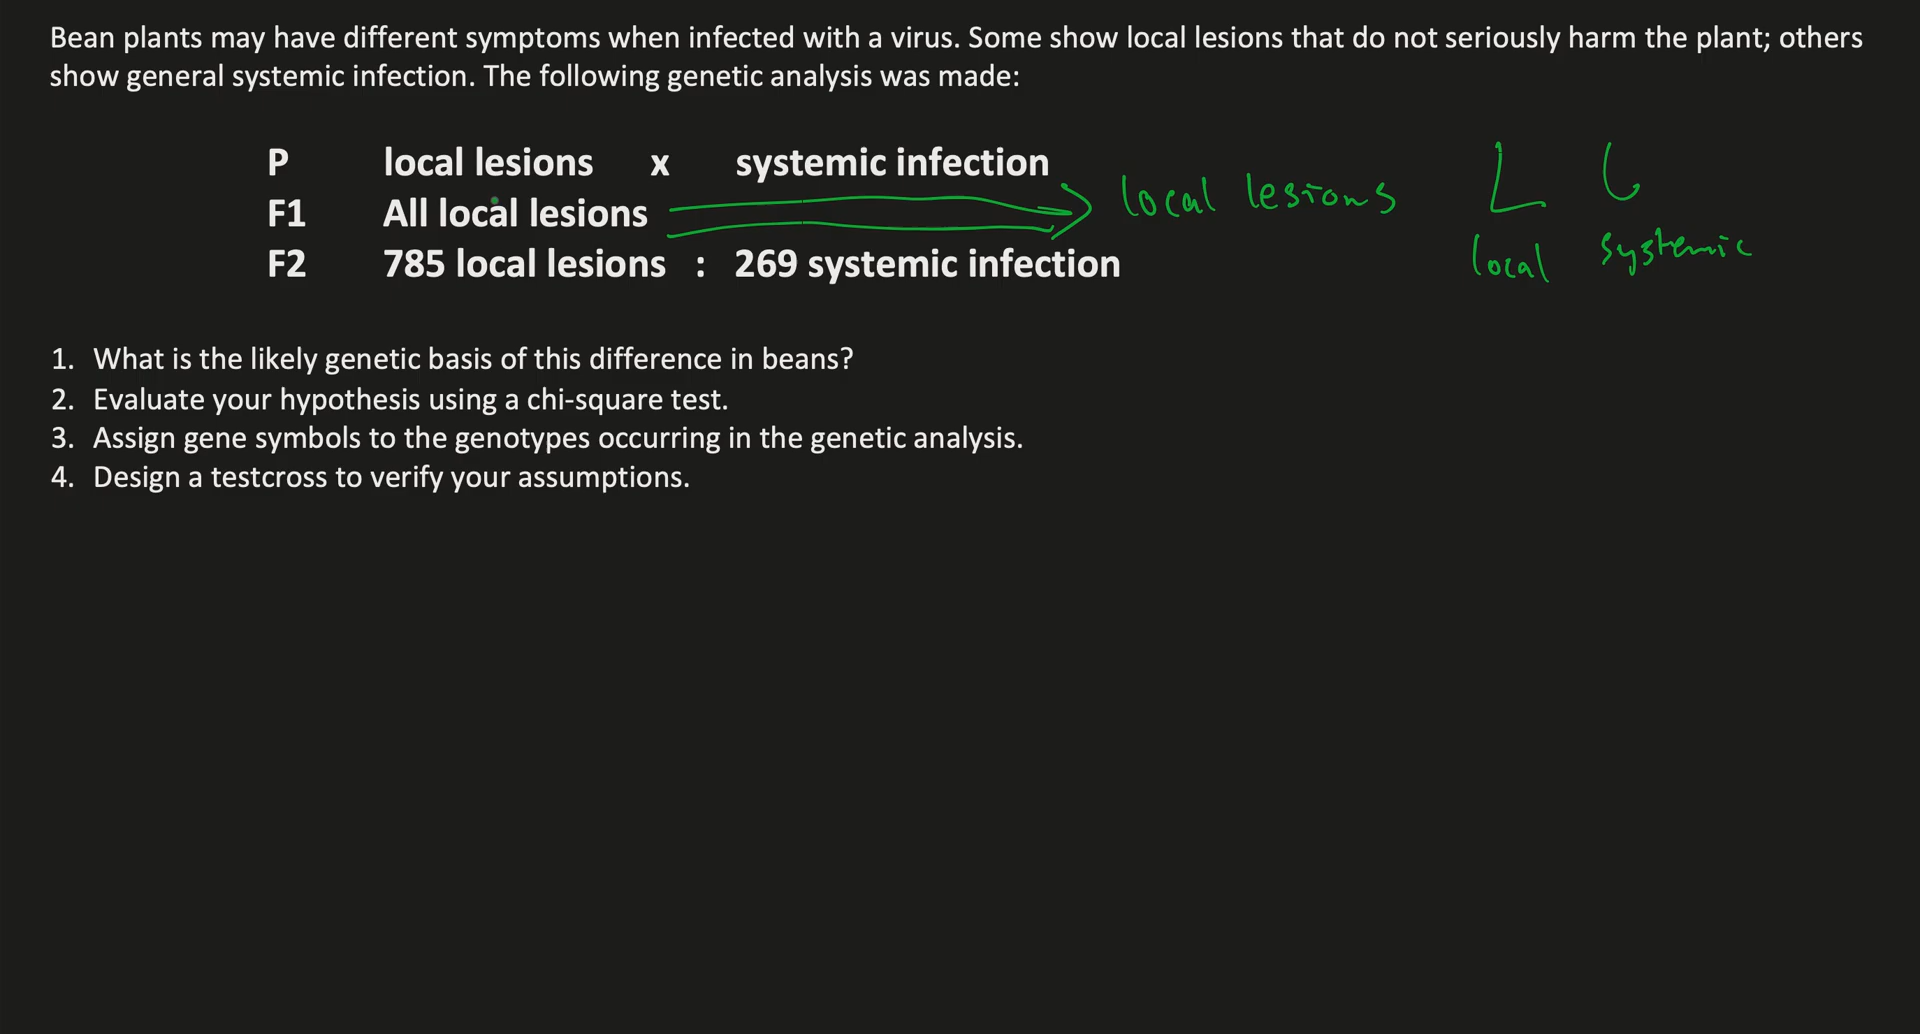 Bean plants may have different symptoms when infected with a virus. Some show local lesions that do not seriously harm the plant; others
show general systemic infection. The following genetic analysis was made:
P local lesions x systemic infection
F1 All local lesions local lesions L l
F2 785 local lesions : 269 systemic infection local systemic
1. What is the likely genetic basis of this difference in beans?
2. Evaluate your hypothesis using a chi-square test.
3. Assign gene symbols to the genotypes occurring in the genetic analysis.
4. Design a testcross to verify your assumptions.